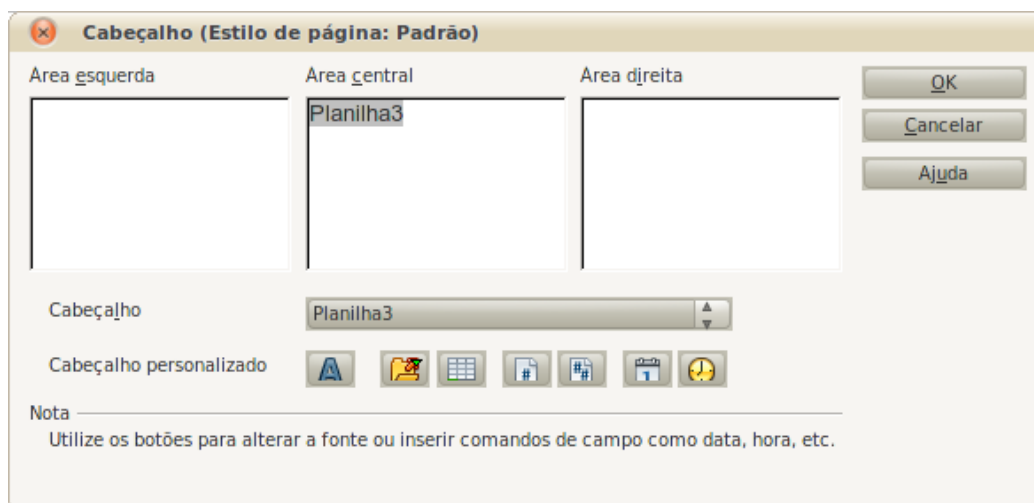 Cabeçalho (Estilo de página: Padrão)
Área esquerda
Área central
Área direita
Planilha3
OK
Cancelar
Ajuda
Cabeçalho
Planilha3
Cabeçalho personalizado
A
#
#
#
1
Nota
Utilize os botões para alterar a fonte ou inserir comandos de campo como data, hora, etc.